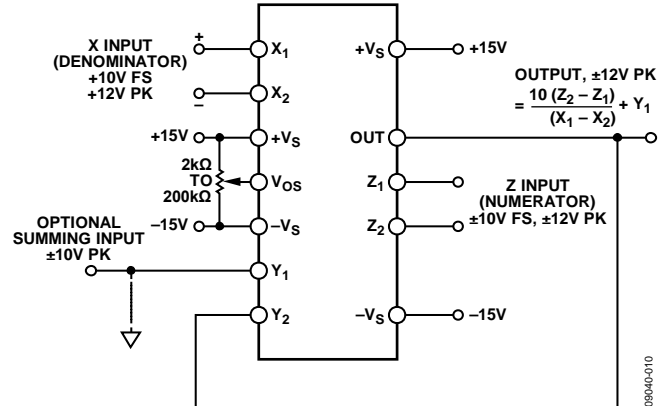 X INPUT
(DENOMINATOR)
+10V FS
+12V PK
+
–
X1
X2
+15V
+VS
2kΩ
TO
200kΩ
VOS
–15V
–VS
OPTIONAL
SUMMING INPUT
±10V PK
Y1
Y2
+VS
+15V
OUTPUT, ±12V PK
= 10 (Z2 – Z1) / (X1 – X2) + Y1
OUT
Z1
Z2
Z INPUT
(NUMERATOR)
±10V FS, ±12V PK
–VS
–15V
09040-010